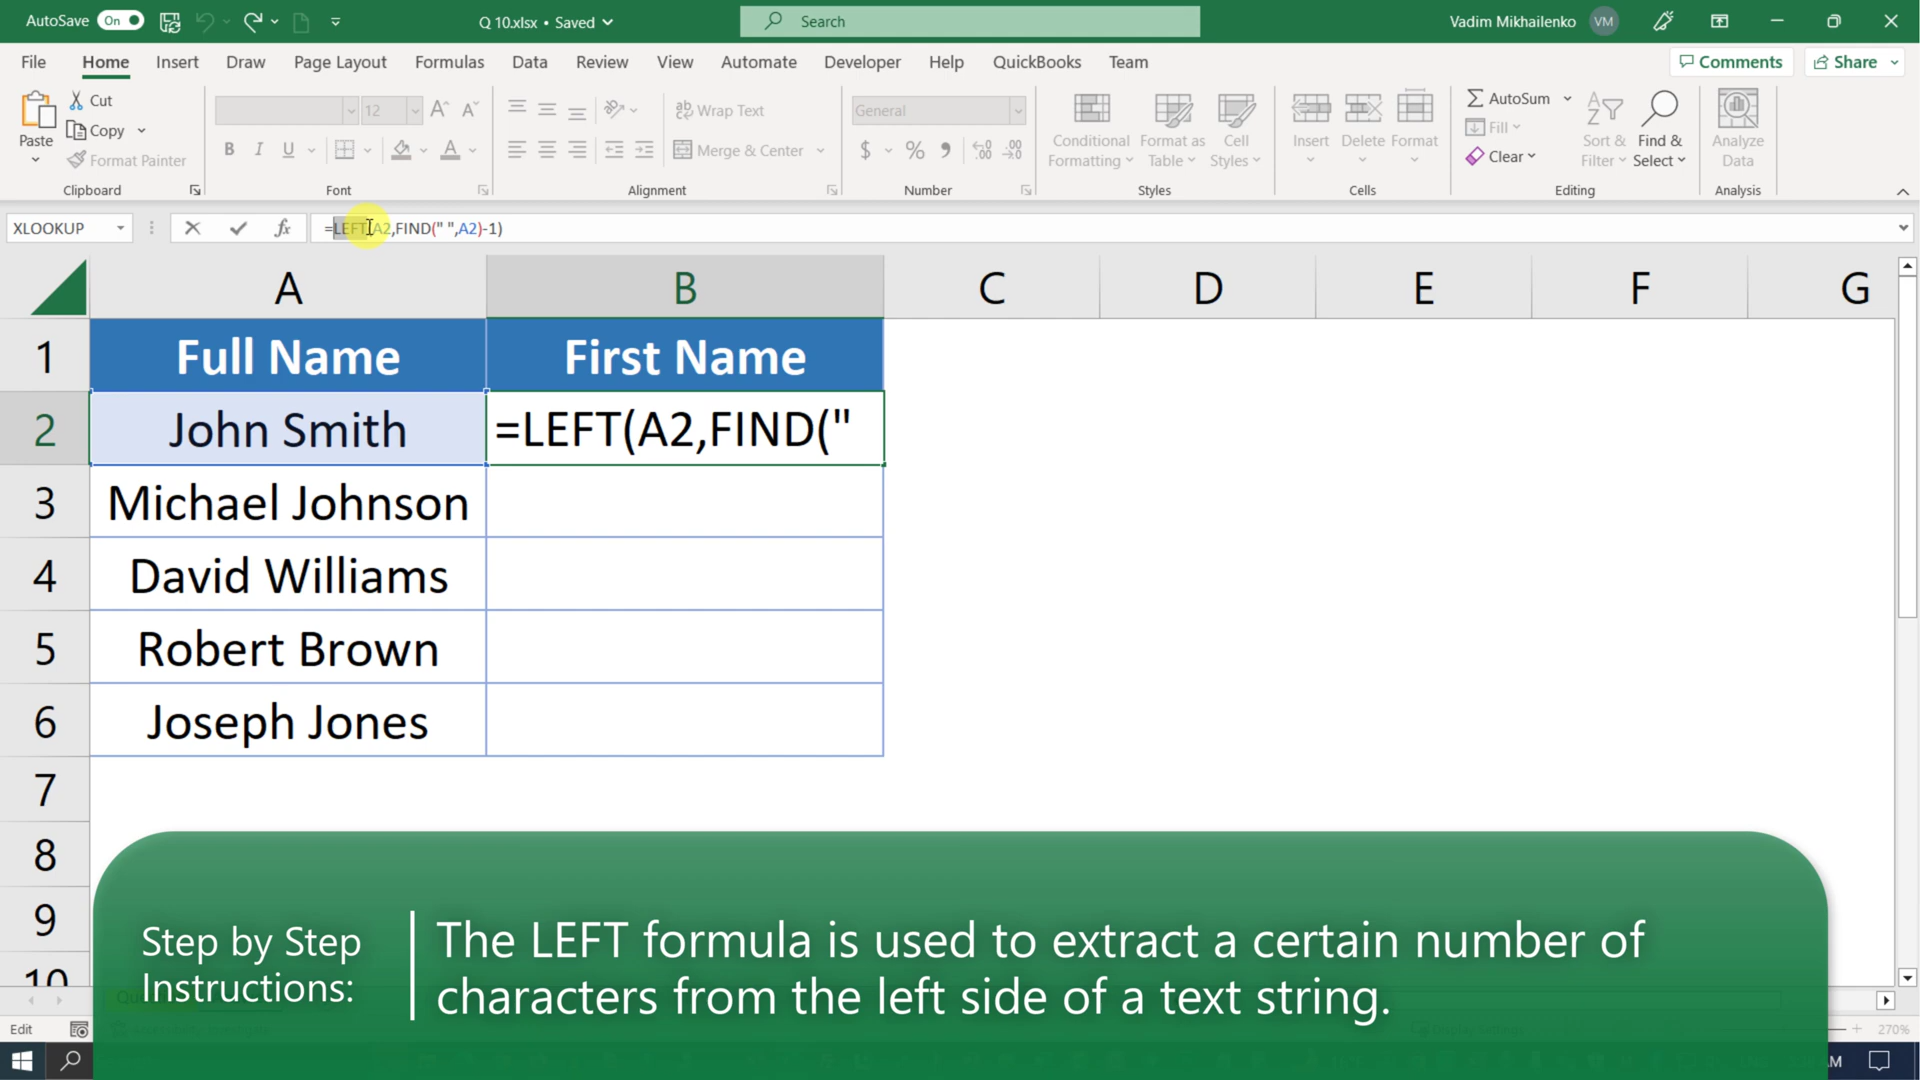 AutoSave On Q 10.xlsx • Saved Search Vadim Mikhailenko VM
File Home Insert Draw Page Layout Formulas Data Review View Automate Developer Help QuickBooks Team Comments Share
Paste
Cut
Copy
Format Painter
Clipboard
12
B I U
Font
Wrap Text
Merge & Center
Alignment
General
$ % 9
Number
Conditional Formatting
Format as Table
Cell Styles
Styles
Insert Delete Format
Cells
AutoSum
Fill
Clear
Sort & Filter
Find & Select
Editing
Analyze Data
Analysis
XLOOKUP fx =LEFT(A2,FIND(" ",A2)-1)
A B C D E F G
1 Full Name First Name
2 John Smith =LEFT(A2,FIND("
3 Michael Johnson
4 David Williams
5 Robert Brown
6 Joseph Jones
7
8
9
10
Step by Step
Instructions:
The LEFT formula is used to extract a certain number of
characters from the left side of a text string.
Edit 270%